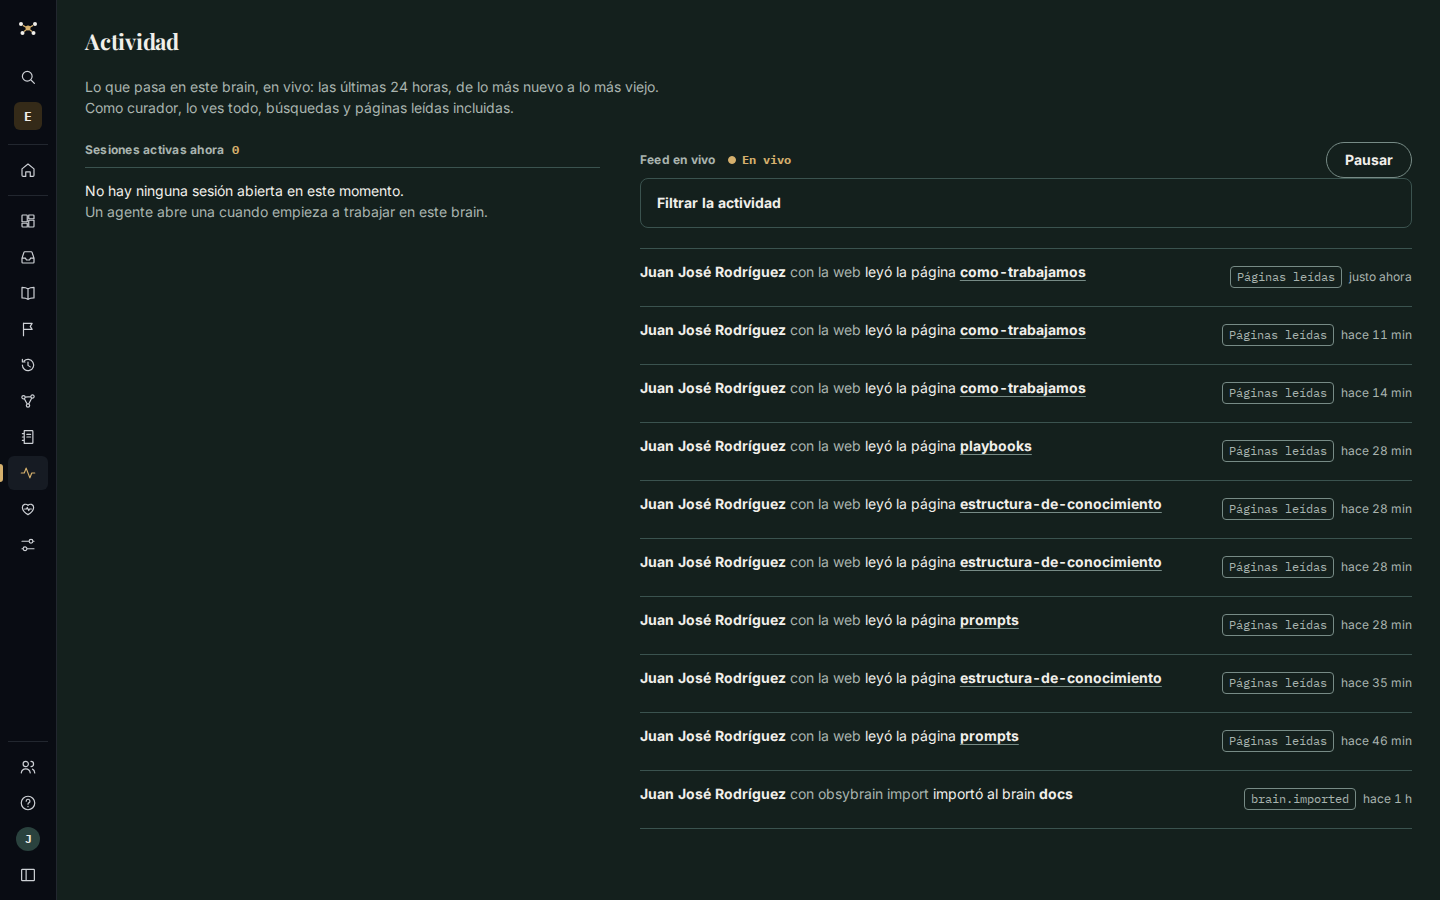 Actividad
E
Lo que pasa en este brain, en vivo: las últimas 24 horas, de lo más nuevo a lo más viejo.
Como curador, lo ves todo, búsquedas y páginas leídas incluidas.
Sesiones activas ahora 0
No hay ninguna sesión abierta en este momento.
Un agente abre una cuando empieza a trabajar en este brain.
Feed en vivo En vivo Pausar
Filtrar la actividad
Juan José Rodríguez con la web leyó la página como-trabajamos Páginas leídas justo ahora
Juan José Rodríguez con la web leyó la página como-trabajamos Páginas leídas hace 11 min
Juan José Rodríguez con la web leyó la página como-trabajamos Páginas leídas hace 14 min
Juan José Rodríguez con la web leyó la página playbooks Páginas leídas hace 28 min
Juan José Rodríguez con la web leyó la página estructura-de-conocimiento Páginas leídas hace 28 min
Juan José Rodríguez con la web leyó la página estructura-de-conocimiento Páginas leídas hace 28 min
Juan José Rodríguez con la web leyó la página prompts Páginas leídas hace 28 min
Juan José Rodríguez con la web leyó la página estructura-de-conocimiento Páginas leídas hace 35 min
Juan José Rodríguez con la web leyó la página prompts Páginas leídas hace 46 min
Juan José Rodríguez con obsybrain import importó al brain docs brain.imported hace 1 h
J